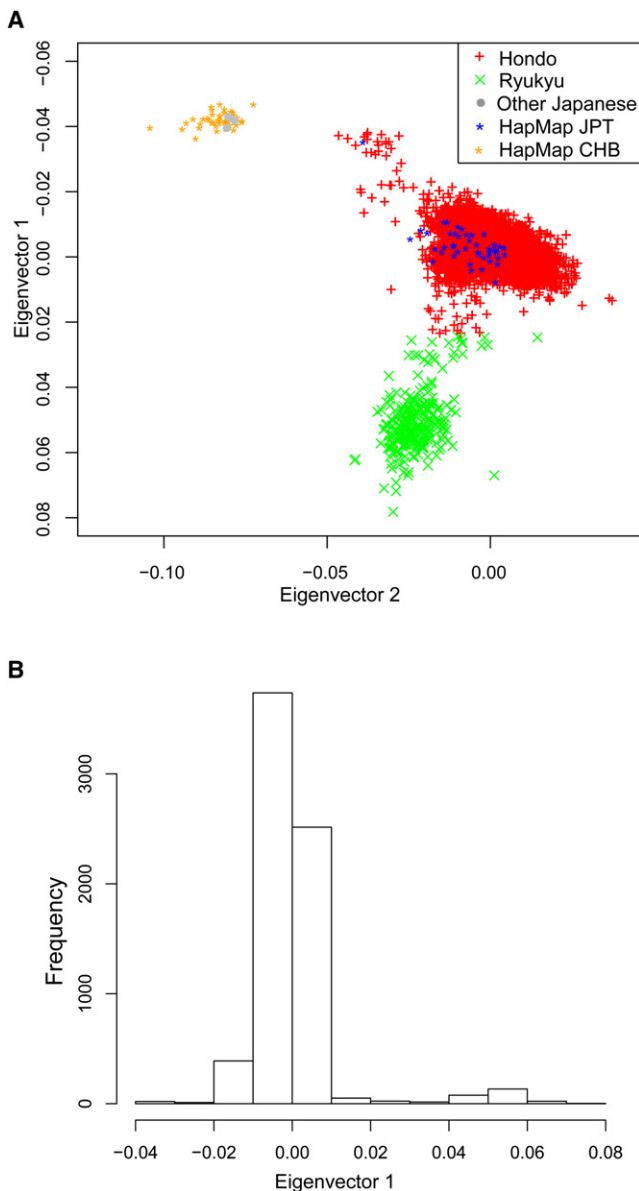 A
Hondo
Ryukyu
Other Japanese
HapMap JPT
HapMap CHB
−0.06
−0.04
−0.02
0.00
0.02
0.04
0.06
0.08
Eigenvector 1
−0.10
−0.05
0.00
Eigenvector 2
B
3000
2000
1000
0
Frequency
−0.04
−0.02
0.00
0.02
0.04
0.06
0.08
Eigenvector 1